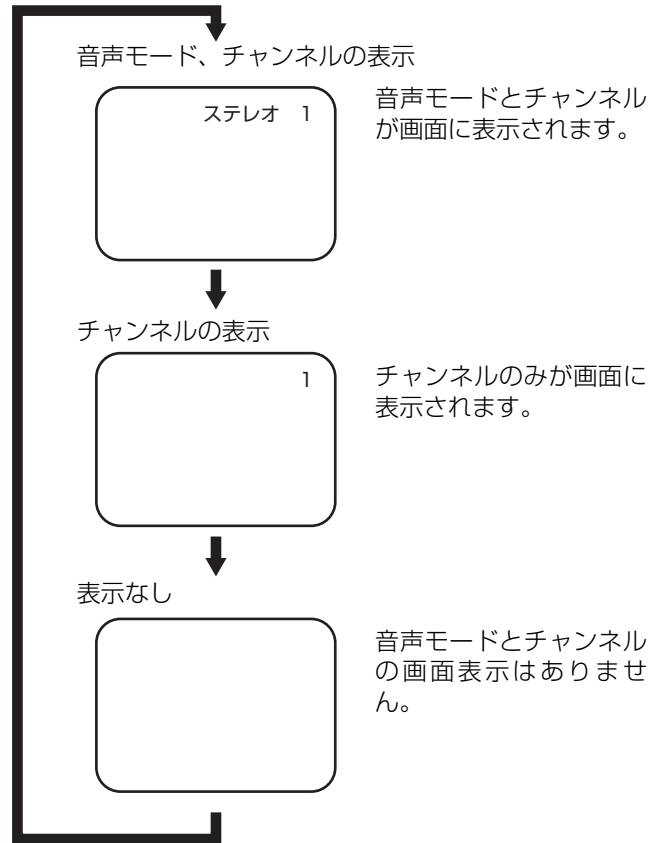 音声モード、チャンネルの表示
ステレオ 1
音声モードとチャンネル
が画面に表示されます。
チャンネルの表示
1
チャンネルのみが画面に
表示されます。
表示なし
音声モードとチャンネル
の画面表示はありませ
ん。